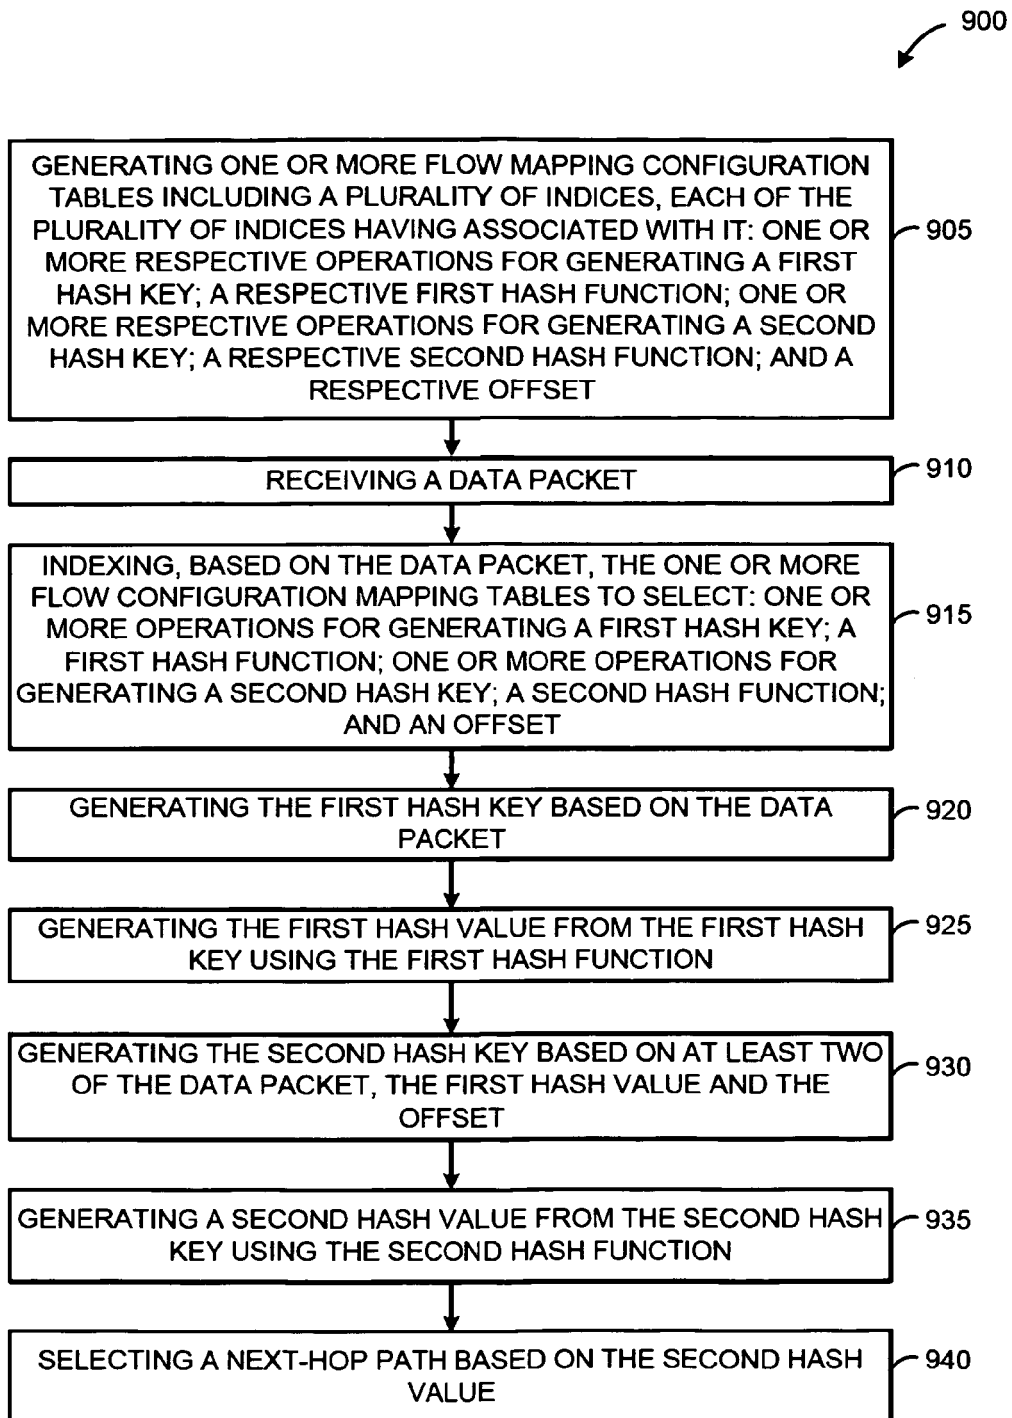 900
GENERATING ONE OR MORE FLOW MAPPING CONFIGURATION
TABLES INCLUDING A PLURALITY OF INDICES, EACH OF THE
PLURALITY OF INDICES HAVING ASSOCIATED WITH IT: ONE OR
MORE RESPECTIVE OPERATIONS FOR GENERATING A FIRST
HASH KEY; A RESPECTIVE FIRST HASH FUNCTION; ONE OR
MORE RESPECTIVE OPERATIONS FOR GENERATING A SECOND
HASH KEY; A RESPECTIVE SECOND HASH FUNCTION; AND A
RESPECTIVE OFFSET
905
RECEIVING A DATA PACKET
910
INDEXING, BASED ON THE DATA PACKET, THE ONE OR MORE
FLOW CONFIGURATION MAPPING TABLES TO SELECT: ONE OR
MORE OPERATIONS FOR GENERATING A FIRST HASH KEY; A
FIRST HASH FUNCTION; ONE OR MORE OPERATIONS FOR
GENERATING A SECOND HASH KEY; A SECOND HASH FUNCTION;
AND AN OFFSET
915
GENERATING THE FIRST HASH KEY BASED ON THE DATA
PACKET
920
GENERATING THE FIRST HASH VALUE FROM THE FIRST HASH
KEY USING THE FIRST HASH FUNCTION
925
GENERATING THE SECOND HASH KEY BASED ON AT LEAST TWO
OF THE DATA PACKET, THE FIRST HASH VALUE AND THE
OFFSET
930
GENERATING A SECOND HASH VALUE FROM THE SECOND HASH
KEY USING THE SECOND HASH FUNCTION
935
SELECTING A NEXT-HOP PATH BASED ON THE SECOND HASH
VALUE
940